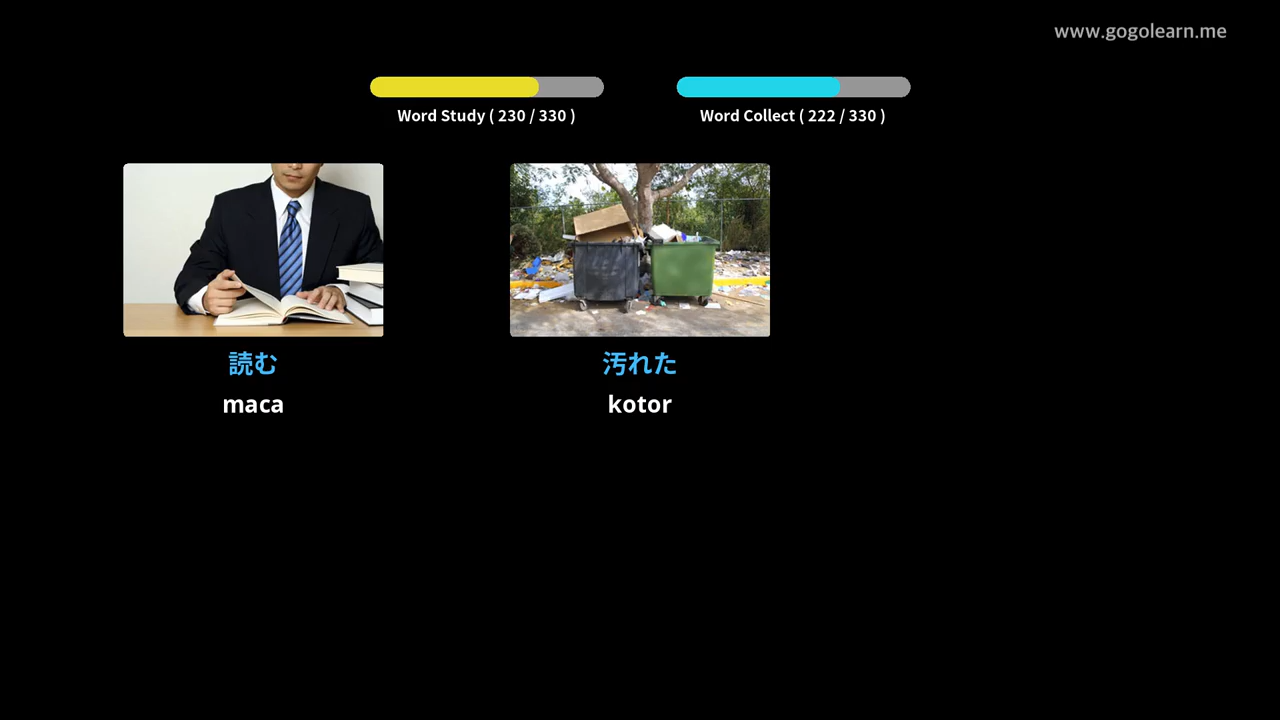 www.gogolearn.me
Word Study ( 230 / 330 )
Word Collect ( 222 / 330 )
読む
maca
汚れた
kotor